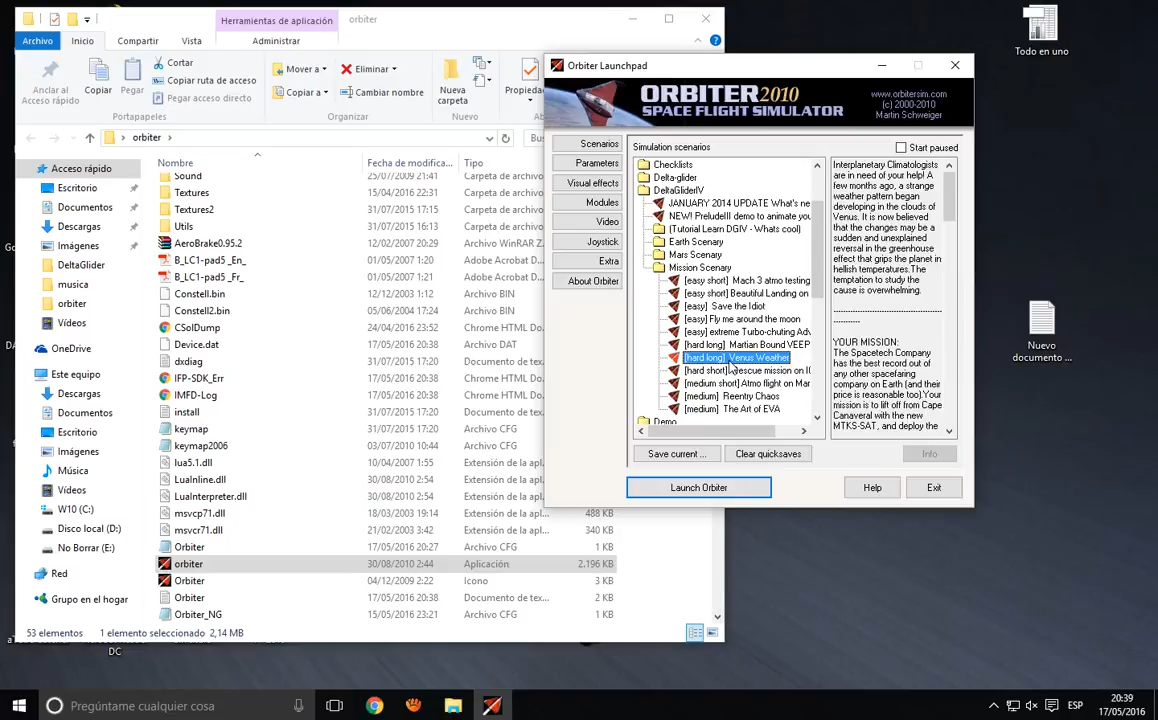 Herramientas de aplicación
orbiter
Archivo
Inicio
Compartir
Vista
Administrar
Anclar al
Acceso rápido
Copiar
Pegar
Cortar
Copiar ruta de acceso
Pegar acceso directo
Portapapeles
Mover a
Copiar a
Eliminar
Cambiar nombre
Organizar
Nueva
carpeta
Nuevo
Propiedad
orbiter
Nombre
Fecha de modifica...
Tipo
Acceso rápido
Escritorio
Documentos
Descargas
Imágenes
DeltaGlider
musica
orbiter
Vídeos
OneDrive
Este equipo
Descargas
Documentos
Escritorio
Imágenes
Música
Vídeos
W10 (C:)
Disco local (D:)
No Borrar (E:)
Red
Grupo en el hogar
Sound 25/07/2009 21:41 Carpeta de archivo
Textures 15/04/2016 22:31 Carpeta de archivo
Textures2 31/07/2015 16:13 Carpeta de archivo
Utils 31/07/2015 17:15 Carpeta de archivo
AeroBrake0.95.2 12/02/2007 20:29 Archivo WinRAR Z...
B_LC1-pad5_En_ 01/05/2007 1:20 Adobe Acrobat D...
B_LC1-pad5_Fr_ 01/05/2007 1:20 Adobe Acrobat D...
Constell.bin 12/12/2003 1:12 Archivo BIN
Constell2.bin 12/06/2004 17:24 Archivo BIN
CSolDump 24/04/2016 23:52 Chrome HTML Do...
Device.dat 17/05/2016 20:38 Archivo DAT
dxdiag 31/07/2015 17:15 Documento de tex...
IFP-SDK_Err 17/05/2016 20:38 Chrome HTML Do...
IMFD-Log 17/05/2016 20:38 Chrome HTML Do...
install 31/07/2015 17:20 Documento de tex...
keymap 31/07/2015 17:15 Archivo CFG
keymap2006 03/07/2010 10:44 Archivo CFG
lua5.1.dll 10/04/2007 1:55 Extensión de la apl...
LuaInline.dll 30/08/2010 2:54 Extensión de la apl...
LuaInterpreter.dll 30/08/2010 2:54 Extensión de la apl...
msvcp71.dll 18/03/2003 19:14 Extensión de la apl... 488 KB
msvcr71.dll 21/02/2003 3:42 Extensión de la apl... 340 KB
Orbiter 17/05/2016 20:27 Archivo CFG 1 KB
orbiter 30/08/2010 2:44 Aplicación 2.196 KB
Orbiter 04/12/2009 2:22 Icono 3 KB
Orbiter 17/05/2016 20:38 Documento de tex... 2 KB
Orbiter_NG 15/05/2016 23:21 Archivo CFG 1 KB
53 elementos 1 elemento seleccionado 2,14 MB
Orbiter Launchpad
ORBITER2010
SPACE FLIGHT SIMULATOR
www.orbitersim.com
(c) 2000-2010
Martin Schweiger
Scenarios
Parameters
Visual effects
Modules
Video
Joystick
Extra
About Orbiter
Simulation scenarios
Start paused
Checklists
Delta-glider
DeltaGliderIV
JANUARY 2014 UPDATE What's ne
NEW! PreludeII demo to animate you
(Tutorial Learn DGIV - Whats cool)
Earth Scenary
Mars Scenary
Mission Scenary
[easy short] Mach 3 atmo testing
[easy short] Beautiful Landing on
[easy] Save the Idiot
[easy] Fly me around the moon
[easy] extreme Turbo-chuting Adv
[hard long] Martian Bound VEEP
[hard long] Venus Weather
[hard short] rescue mission on I
[medium short] Atmo flight on Mar
[medium] Reentry Chaos
[medium] The Art of EVA
Demo
Interplanetary Climatologists
are in need of your help! A
few months ago, a strange
weather pattern began
developing in the clouds of
Venus. It is now believed
that the changes may be a
sudden and unexplained
reversal in the greenhouse
effect that grips the planet in
hellish temperatures.The
temptation to study the
cause is overwhelming.
YOUR MISSION:
The Spacetech Company
has the best record out of
any other spacefaring
company on Earth (and their
price is reasonable too).Your
mission is to lift off from Cape
Canaveral with the new
MTKS-SAT, and deploy the
Save current ...
Clear quicksaves
Info
Launch Orbiter
Help
Exit
Todo en uno
Nuevo
documento ...
DC
Pregúntame cualquier cosa
ESP
20:39
17/05/2016